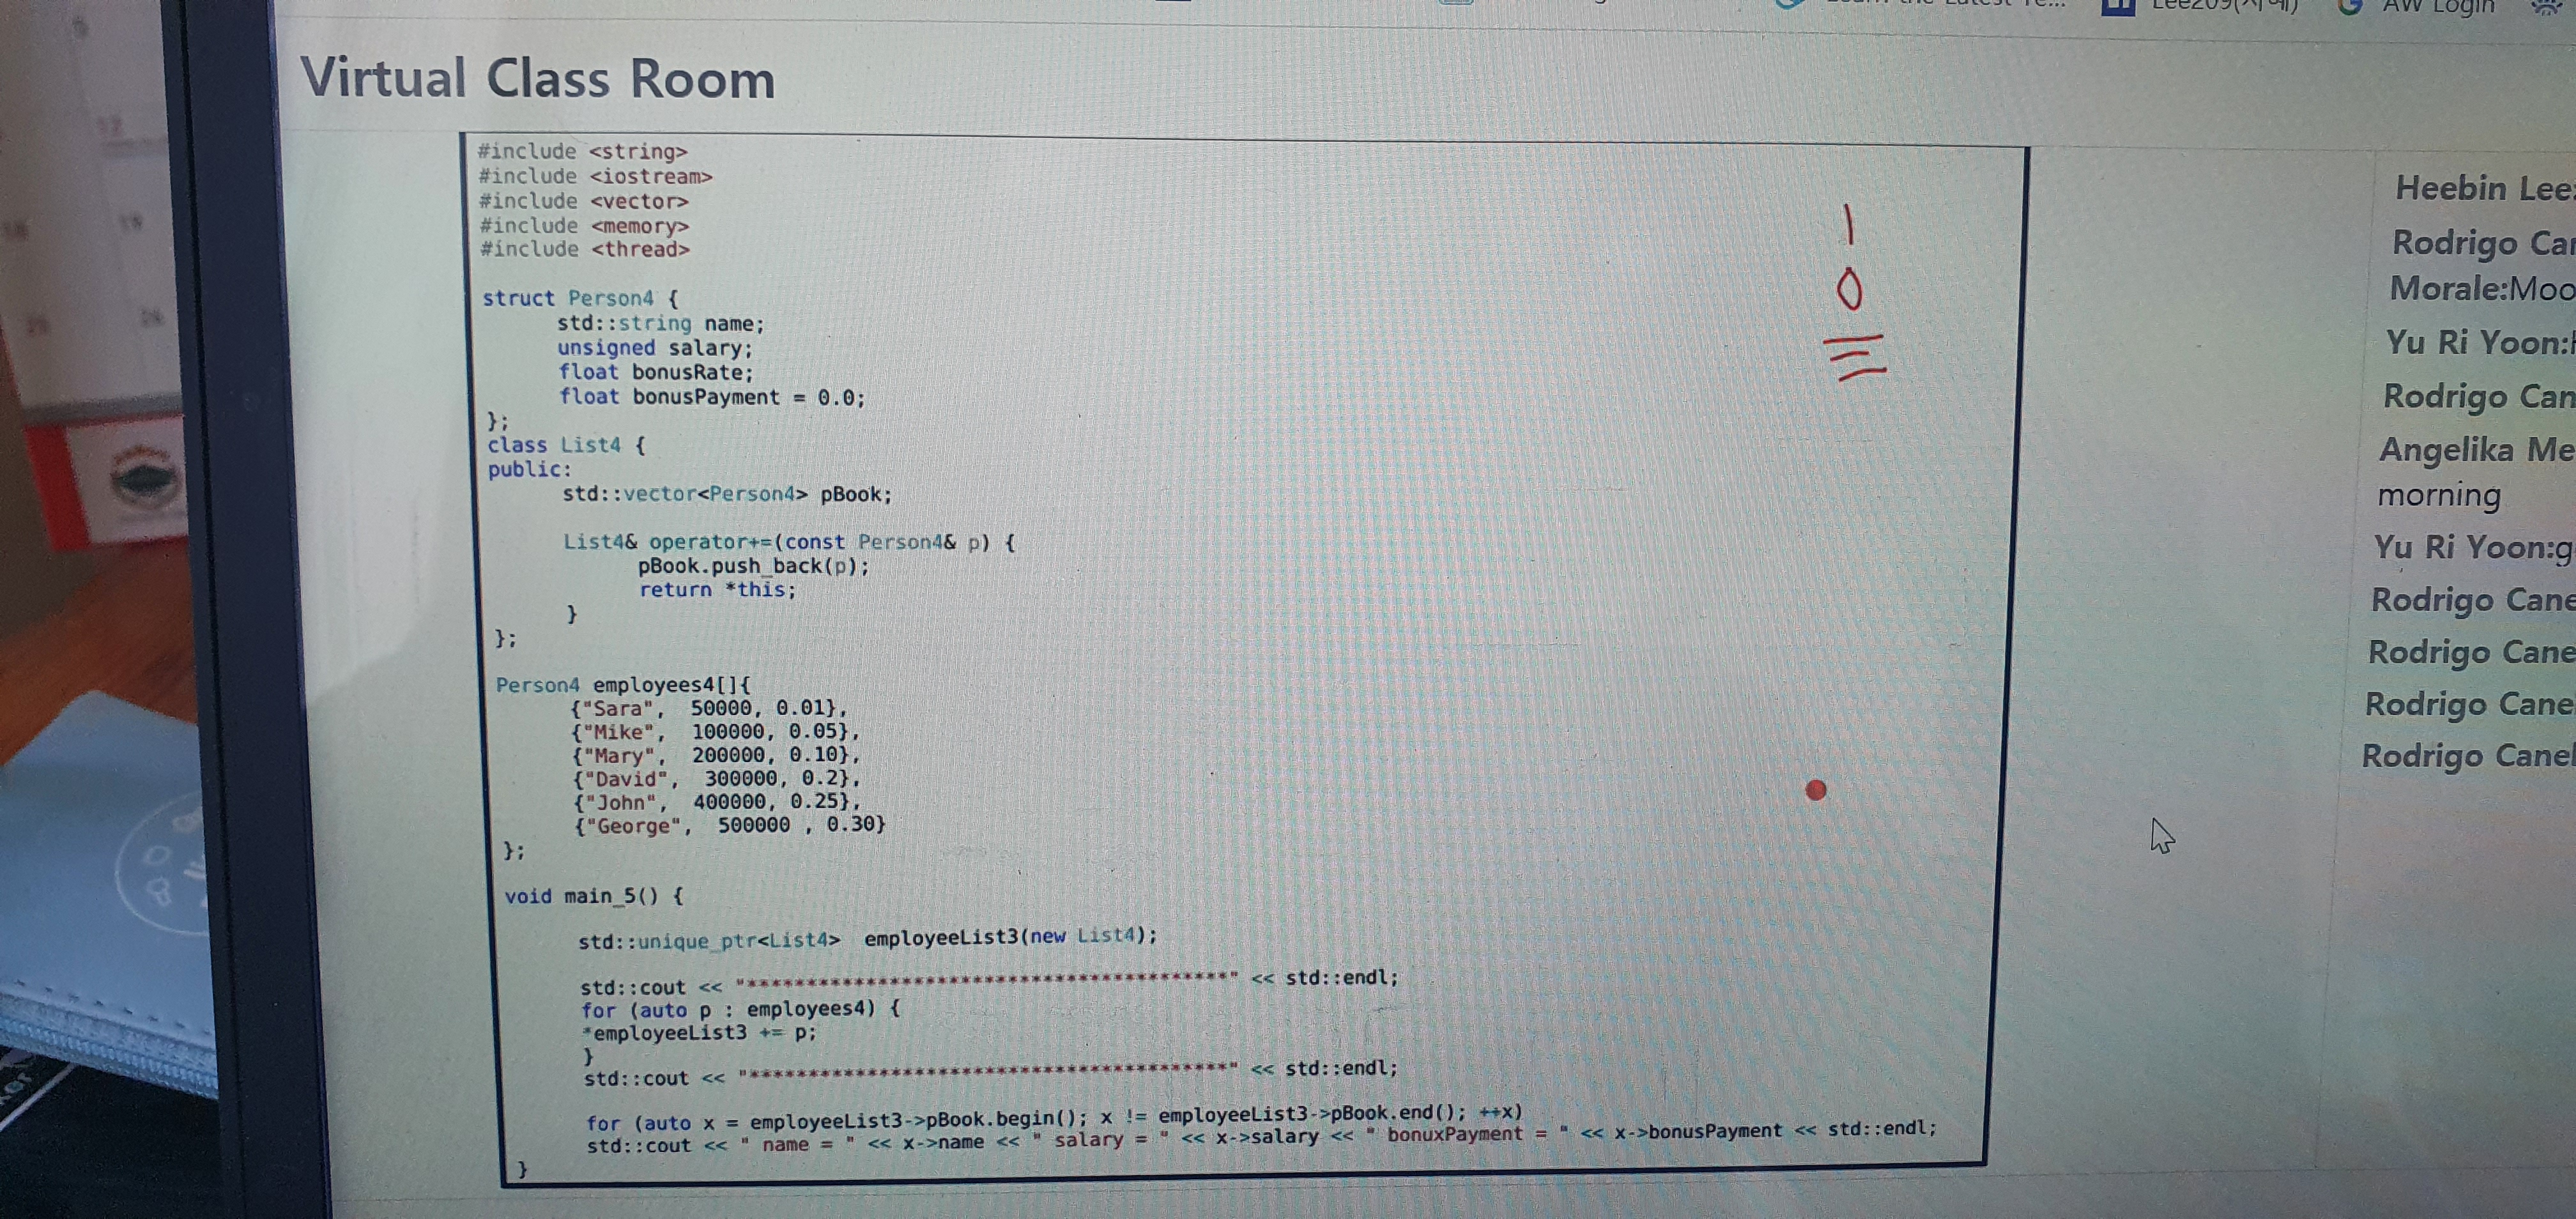 AW Login
Virtual Class Room
#include <string>
#include <iostream>
#include <vector>
#include <memory>
#include <thread>
struct Person4 {
std::string name;
unsigned salary;
float bonusRate;
float bonusPayment = 0.0;
};
class List4 {
public:
std::vector<Person4> pBook;
List4& operator+=(const Person4& p) {
pBook.push_back(p);
return *this;
}
};
Person4 employees4[]{
{"Sara", 50000, 0.01},
{"Mike", 100000, 0.05},
{"Mary", 200000, 0.10},
{"David", 300000, 0.2},
{"John", 400000, 0.25},
{"George", 500000 , 0.30}
};
void main_5() {
std::unique_ptr<List4> employeeList3(new List4);
std::cout << "*****************************************" << std::endl;
for (auto p : employees4) {
*employeeList3 += p;
}
std::cout << "*****************************************" << std::endl;
for (auto x = employeeList3->pBook.begin(); x != employeeList3->pBook.end(); ++x)
std::cout << " name = " << x->name << " salary = " << x->salary << " bonuxPayment = " << x->bonusPayment << std::endl;
}
1
0
Heebin Lee:
Rodrigo Can
Morale:Moo
Yu Ri Yoon:
Rodrigo Can
Angelika Me
morning
Yu Ri Yoon:g
Rodrigo Cane
Rodrigo Cane
Rodrigo Cane
Rodrigo Canel
12
18
19
25
26